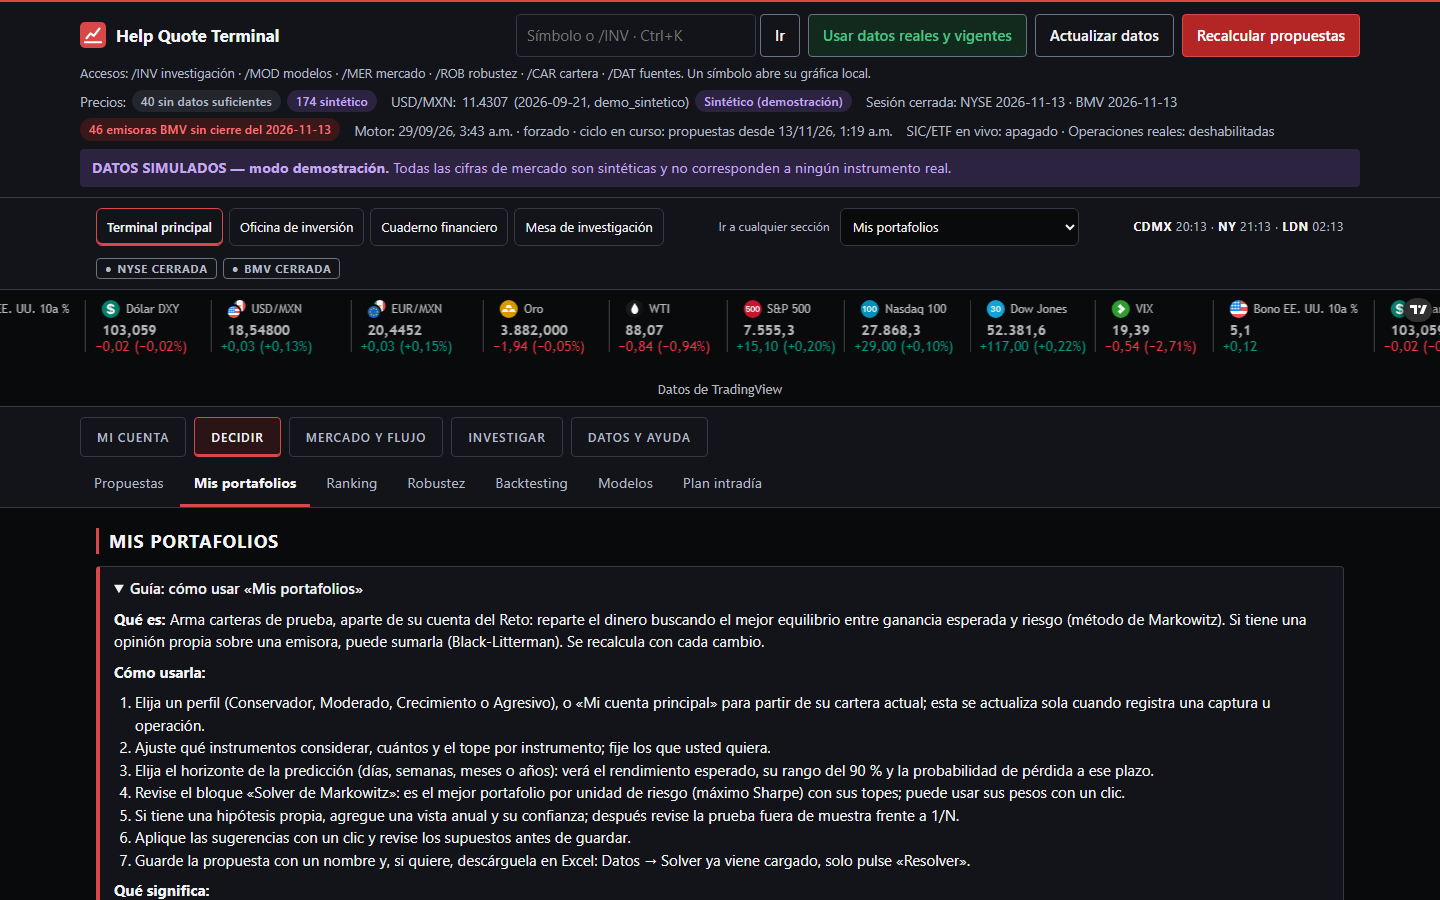 Help Quote Terminal
Símbolo o /INV · Ctrl+K
Ir
Usar datos reales y vigentes
Actualizar datos
Recalcular propuestas
Accesos: /INV investigación · /MOD modelos · /MER mercado · /ROB robustez · /CAR cartera · /DAT fuentes. Un símbolo abre su gráfica local.
Precios: 40 sin datos suficientes 174 sintético USD/MXN: 11.4307 (2026-09-21, demo_sintetico) Sintético (demostración) Sesión cerrada: NYSE 2026-11-13 · BMV 2026-11-13
46 emisoras BMV sin cierre del 2026-11-13 Motor: 29/09/26, 3:43 a.m. · forzado · ciclo en curso: propuestas desde 13/11/26, 1:19 a.m. SIC/ETF en vivo: apagado · Operaciones reales: deshabilitadas
DATOS SIMULADOS — modo demostración. Todas las cifras de mercado son sintéticas y no corresponden a ningún instrumento real.
Terminal principal
Oficina de inversión
Cuaderno financiero
Mesa de investigación
Ir a cualquier sección
Mis portafolios
CDMX 20:13 · NY 21:13 · LDN 02:13
● NYSE CERRADA
● BMV CERRADA
EE. UU. 10a %
Dólar DXY
103,059
−0,02 (−0,02%)
USD/MXN
18,54800
+0,03 (+0,13%)
EUR/MXN
20,4452
+0,03 (+0,15%)
Oro
3.882,000
−1,94 (−0,05%)
WTI
88,07
−0,84 (−0,94%)
500 S&P 500
7.555,3
+15,10 (+0,20%)
100 Nasdaq 100
27.868,3
+29,00 (+0,10%)
30 Dow Jones
52.381,6
+117,00 (+0,22%)
VIX
19,39
−0,54 (−2,71%)
Bono EE. UU. 10a %
5,1
+0,12
103,059
−0,02 (−0
Datos de TradingView
MI CUENTA
DECIDIR
MERCADO Y FLUJO
INVESTIGAR
DATOS Y AYUDA
Propuestas
Mis portafolios
Ranking
Robustez
Backtesting
Modelos
Plan intradía
MIS PORTAFOLIOS
▼ Guía: cómo usar «Mis portafolios»
Qué es: Arma carteras de prueba, aparte de su cuenta del Reto: reparte el dinero buscando el mejor equilibrio entre ganancia esperada y riesgo (método de Markowitz). Si tiene una
opinión propia sobre una emisora, puede sumarla (Black-Litterman). Se recalcula con cada cambio.
Cómo usarla:
1. Elija un perfil (Conservador, Moderado, Crecimiento o Agresivo), o «Mi cuenta principal» para partir de su cartera actual; esta se actualiza sola cuando registra una captura u
operación.
2. Ajuste qué instrumentos considerar, cuántos y el tope por instrumento; fije los que usted quiera.
3. Elija el horizonte de la predicción (días, semanas, meses o años): verá el rendimiento esperado, su rango del 90 % y la probabilidad de pérdida a ese plazo.
4. Revise el bloque «Solver de Markowitz»: es el mejor portafolio por unidad de riesgo (máximo Sharpe) con sus topes; puede usar sus pesos con un clic.
5. Si tiene una hipótesis propia, agregue una vista anual y su confianza; después revise la prueba fuera de muestra frente a 1/N.
6. Aplique las sugerencias con un clic y revise los supuestos antes de guardar.
7. Guarde la propuesta con un nombre y, si quiere, descárguela en Excel: Datos → Solver ya viene cargado, solo pulse «Resolver».
Qué significa: